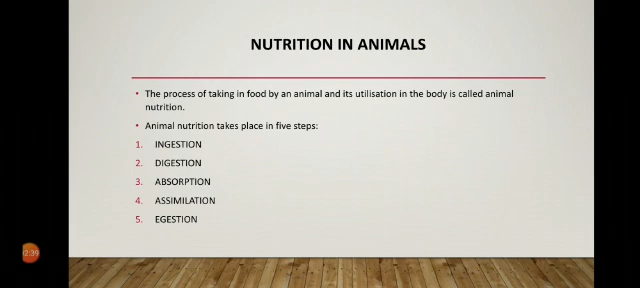 NUTRITION IN ANIMALS
• The process of taking in food by an animal and its utilisation in the body is called animal
nutrition.
• Animal nutrition takes place in five steps:
1. INGESTION
2. DIGESTION
3. ABSORPTION
4. ASSIMILATION
5. EGESTION
2:39